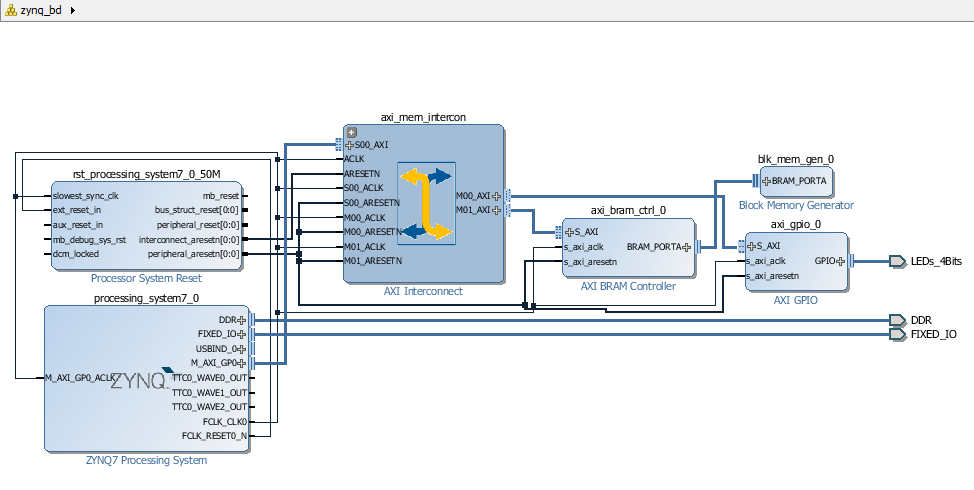 zynq_bd
axi_mem_intercon
S00_AXI
ACLK
ARESETN
S00_ACLK
S00_ARESETN
M00_ACLK
M00_ARESETN
M01_ACLK
M01_ARESETN
M00_AXI
M01_AXI
AXI Interconnect
rst_processing_system7_0_50M
slowest_sync_clk
ext_reset_in
aux_reset_in
mb_debug_sys_rst
dcm_locked
mb_reset
bus_struct_reset[0:0]
peripheral_reset[0:0]
interconnect_aresetn[0:0]
peripheral_aresetn[0:0]
Processor System Reset
blk_mem_gen_0
BRAM_PORTA
Block Memory Generator
axi_bram_ctrl_0
S_AXI
s_axi_aclk
s_axi_aresetn
BRAM_PORTA
AXI BRAM Controller
axi_gpio_0
S_AXI
s_axi_aclk
s_axi_aresetn
GPIO
AXI GPIO
LEDs_4Bits
DDR
FIXED_IO
processing_system7_0
M_AXI_GP0_ACLK
ZYNQ
DDR
FIXED_IO
USBIND_0
M_AXI_GP0
TTC0_WAVE0_OUT
TTC0_WAVE1_OUT
TTC0_WAVE2_OUT
FCLK_CLK0
FCLK_RESET0_N
ZYNQ7 Processing System